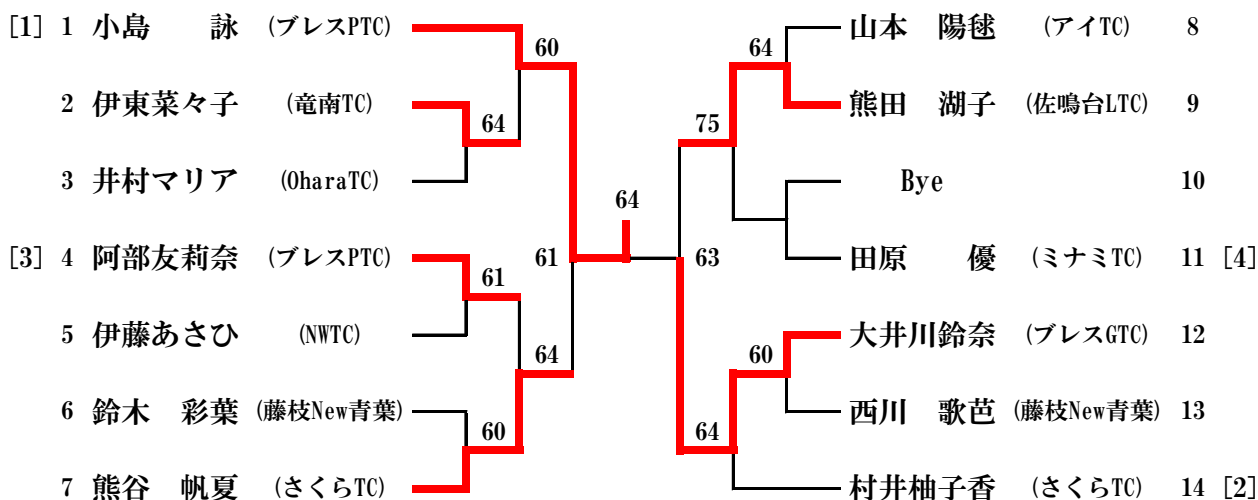 [1] 1 小島　　詠 (ブレスPTC)
60
2 伊東菜々子 (竜南TC)
64
3 井村マリア (OharaTC)
[3] 4 阿部友莉奈 (ブレスPTC)
61
61
5 伊藤あさひ (NWTC)
64
6 鈴木　彩葉 (藤枝New青葉)
60
7 熊谷　帆夏 (さくらTC)
64
山本　陽毬 (アイTC) 8
64
熊田　湖子 (佐鳴台LTC) 9
75
Bye 10
63
田原　　優 (ミナミTC) 11 [4]
大井川鈴奈 (ブレスGTC) 12
60
西川　歌芭 (藤枝New青葉) 13
64
村井柚子香 (さくらTC) 14 [2]